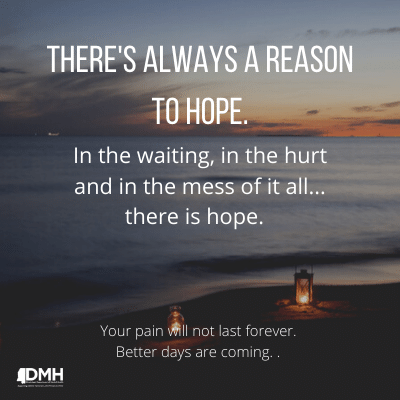 THERE'S ALWAYS A REASON
TO HOPE.
In the waiting, in the hurt
and in the mess of it all...
there is hope.
Your pain will not last forever.
Better days are coming. .
DMH